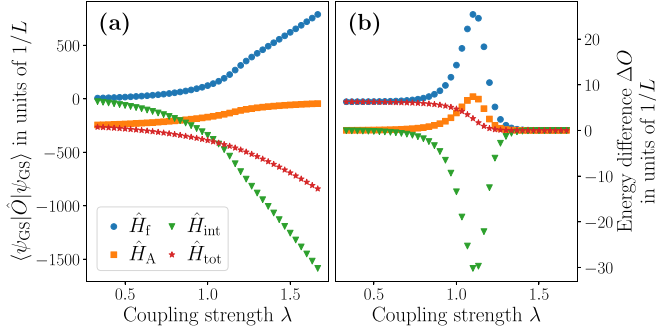 (a)
(b)
⟨ψ_GS|Ô|ψ_GS⟩ in units of 1/L
500
0
−500
−1000
−1500
Ĥ_f
Ĥ_int
Ĥ_A
Ĥ_tot
0.5
1.0
1.5
Coupling strength λ
0.5
1.0
1.5
Coupling strength λ
20
10
0
−10
−20
−30
Energy difference ΔO
in units of 1/L